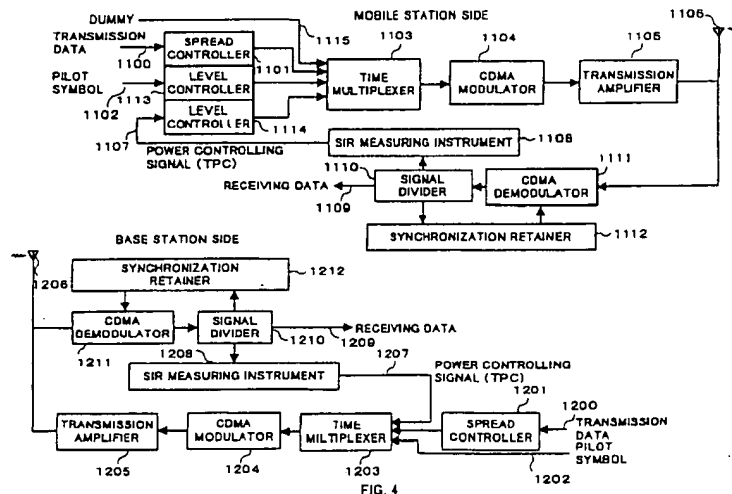 DUMMY
MOBILE STATION SIDE
1106
TRANSMISSION
DATA
1100
SPREAD
CONTROLLER
1101
1115
1103
TIME
MULTIPLEXER
1104
CDMA
MODULATOR
1105
TRANSMISSION
AMPLIFIER
PILOT
SYMBOL
1102
1113
LEVEL
CONTROLLER
LEVEL
CONTROLLER
1114
1107
POWER CONTROLLING
SIGNAL (TPC)
SIR MEASURING INSTRUMENT
1108
1110
SIGNAL
DIVIDER
1111
CDMA
DEMODULATOR
RECEIVING DATA
1109
SYNCHRONIZATION RETAINER
1112
BASE STATION SIDE
1206
SYNCHRONIZATION
RETAINER
1212
CDMA
DEMODULATOR
1211
SIGNAL
DIVIDER
1210
1209
RECEIVING DATA
1208
SIR MEASURING INSTRUMENT
1207
POWER CONTROLLING
SIGNAL (TPC)
1201
1200
TRANSMISSION
AMPLIFIER
1205
CDMA
MODULATOR
1204
TIME
MILTIPLEXER
1203
SPREAD
CONTROLLER
TRANSMISSION
DATA
PILOT
SYMBOL
1202
FIG. 4